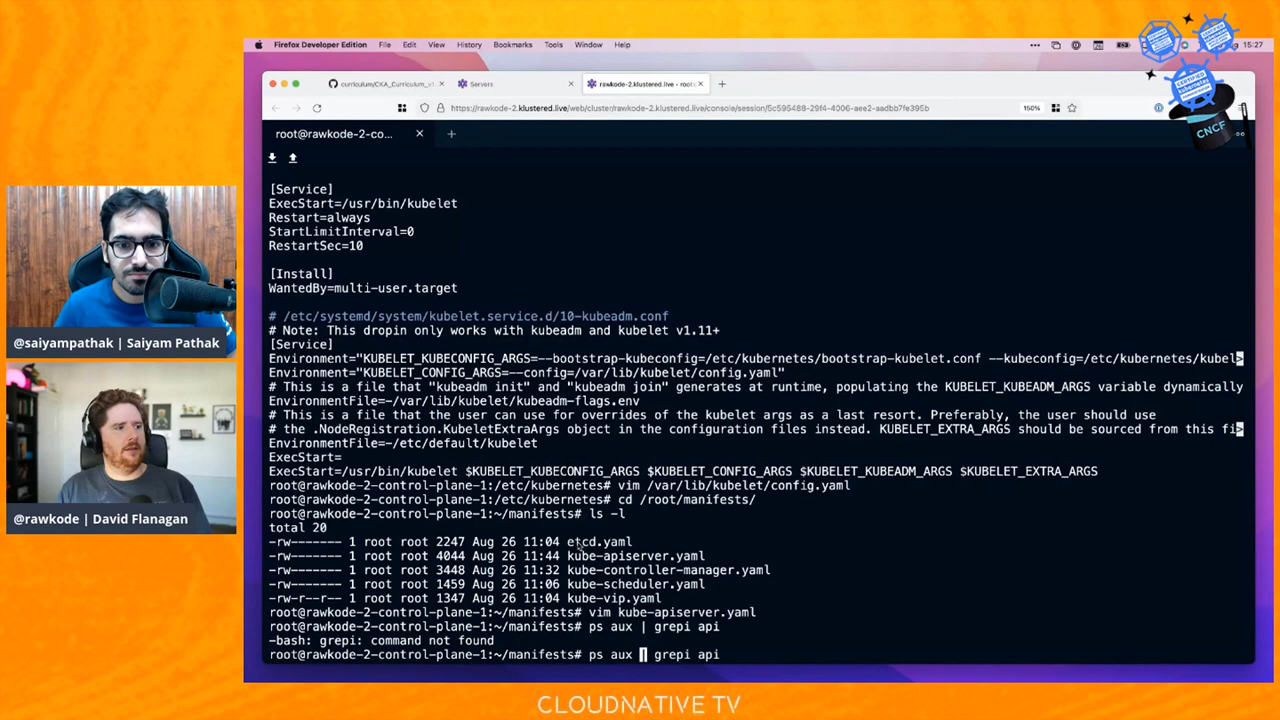 Firefox Developer Edition File Edit View History Bookmarks Tools Window Help
15:27
curriculum/CKA_Curriculum_v1
Servers
rawkode-2.klustered.live - root
https://rawkode-2.klustered.live/web/cluster/rawkode-2.klustered.live/console/session/5c595488-29f4-4006-aee2-aadbb7fe395b
150%
root@rawkode-2-co...
[Service]
ExecStart=/usr/bin/kubelet
Restart=always
StartLimitInterval=0
RestartSec=10
[Install]
WantedBy=multi-user.target
# /etc/systemd/system/kubelet.service.d/10-kubeadm.conf
# Note: This dropin only works with kubeadm and kubelet v1.11+
[Service]
Environment="KUBELET_KUBECONFIG_ARGS=--bootstrap-kubeconfig=/etc/kubernetes/bootstrap-kubelet.conf --kubeconfig=/etc/kubernetes/kubel>
Environment="KUBELET_CONFIG_ARGS=--config=/var/lib/kubelet/config.yaml"
# This is a file that "kubeadm init" and "kubeadm join" generates at runtime, populating the KUBELET_KUBEADM_ARGS variable dynamically
EnvironmentFile=-/var/lib/kubelet/kubeadm-flags.env
# This is a file that the user can use for overrides of the kubelet args as a last resort. Preferably, the user should use
# the .NodeRegistration.KubeletExtraArgs object in the configuration files instead. KUBELET_EXTRA_ARGS should be sourced from this fi>
EnvironmentFile=-/etc/default/kubelet
ExecStart=
ExecStart=/usr/bin/kubelet $KUBELET_KUBECONFIG_ARGS $KUBELET_CONFIG_ARGS $KUBELET_KUBEADM_ARGS $KUBELET_EXTRA_ARGS
root@rawkode-2-control-plane-1:/etc/kubernetes# vim /var/lib/kubelet/config.yaml
root@rawkode-2-control-plane-1:/etc/kubernetes# cd /root/manifests/
root@rawkode-2-control-plane-1:~/manifests# ls -l
total 20
-rw------- 1 root root 2247 Aug 26 11:04 etcd.yaml
-rw------- 1 root root 4044 Aug 26 11:44 kube-apiserver.yaml
-rw------- 1 root root 3448 Aug 26 11:32 kube-controller-manager.yaml
-rw------- 1 root root 1459 Aug 26 11:06 kube-scheduler.yaml
-rw-r--r-- 1 root root 1347 Aug 26 11:04 kube-vip.yaml
root@rawkode-2-control-plane-1:~/manifests# vim kube-apiserver.yaml
root@rawkode-2-control-plane-1:~/manifests# ps aux | grepi api
-bash: grepi: command not found
root@rawkode-2-control-plane-1:~/manifests# ps aux | grepi api
@saiyampathak | Saiyam Pathak
@rawkode | David Flanagan
CNCF
CLOUDNATIVE TV